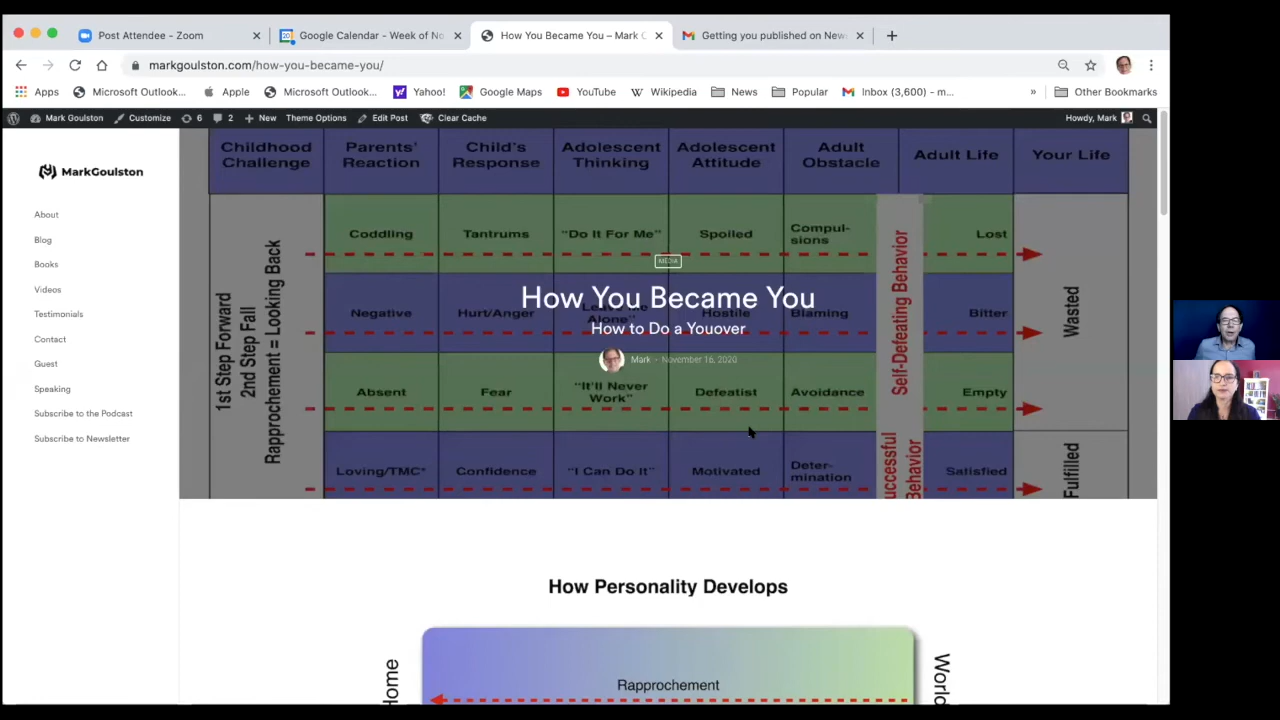 Post Attendee - Zoom
Google Calendar - Week of No
How You Became You – Mark G
Getting you published on News
markgoulston.com/how-you-became-you/
Apps
Microsoft Outlook...
Apple
Microsoft Outlook...
Yahoo!
Google Maps
YouTube
Wikipedia
News
Popular
Inbox (3,600) - m...
»
Other Bookmarks
Mark Goulston
Customize
6
2
New
Theme Options
Edit Post
Clear Cache
Howdy, Mark
MarkGoulston
About
Blog
Books
Videos
Testimonials
Contact
Guest
Speaking
Subscribe to the Podcast
Subscribe to Newsletter
Childhood
Challenge
Parents'
Reaction
Child's
Response
Adolescent
Thinking
Adolescent
Attitude
Adult
Obstacle
Adult Life
Your Life
1st Step Forward
2nd Step Fall
Rapprochement = Looking Back
Coddling
Tantrums
"Do It For Me"
Spoiled
Compul-
sions
Lost
Negative
Hurt/Anger
Leave Me
Alone"
Hostile
Blaming
Bitter
Absent
Fear
"It'll Never
Work"
Defeatist
Avoidance
Empty
Loving/TMC*
Confidence
"I Can Do It"
Motivated
Deter-
mination
Satisfied
Self-Defeating Behavior
uccessful
Behavior
Wasted
Fulfilled
MEDIA
How You Became You
How to Do a Youover
Mark - November 16, 2020
How Personality Develops
Home
Rapprochement
World